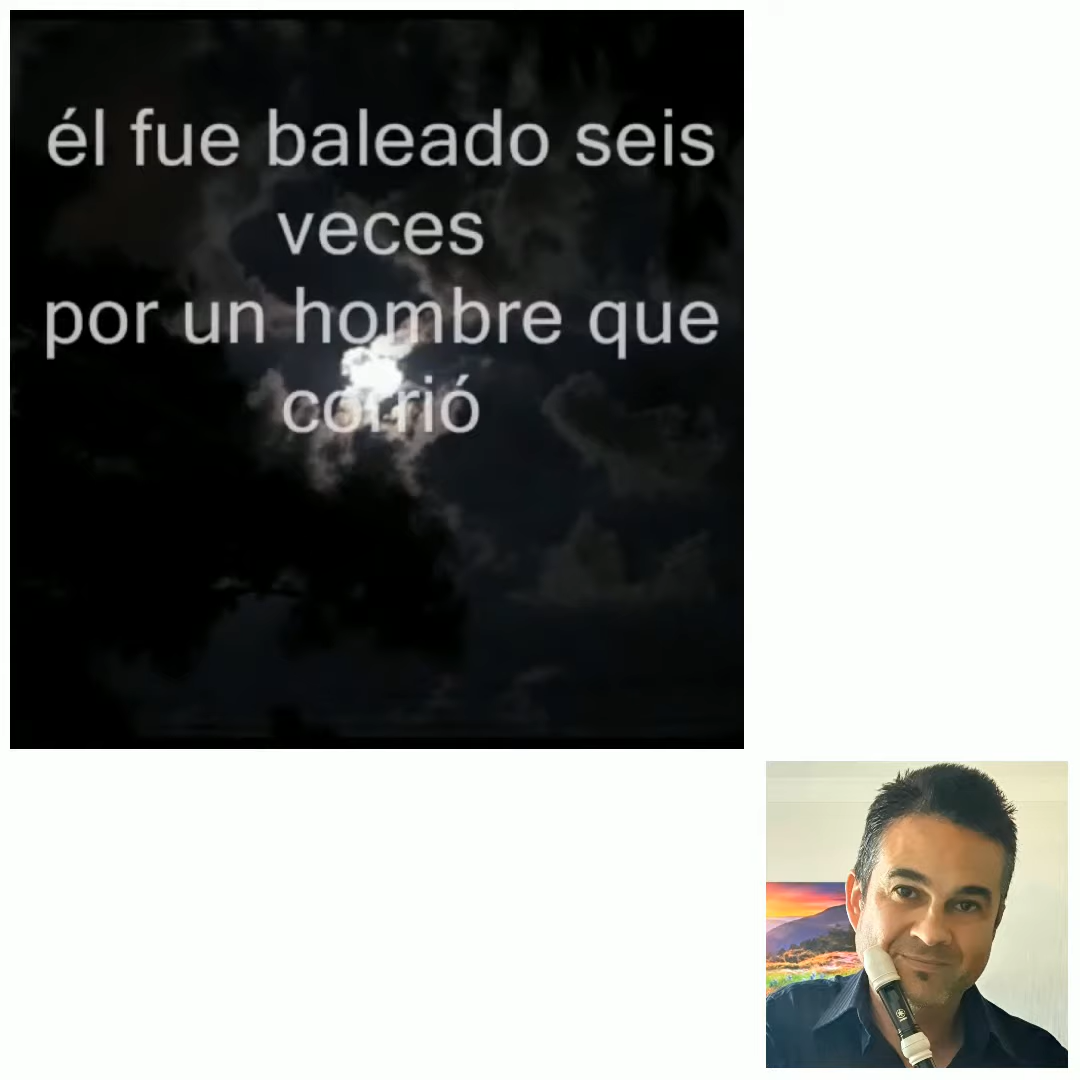 él fue baleado seis
veces
por un hombre que
corrió